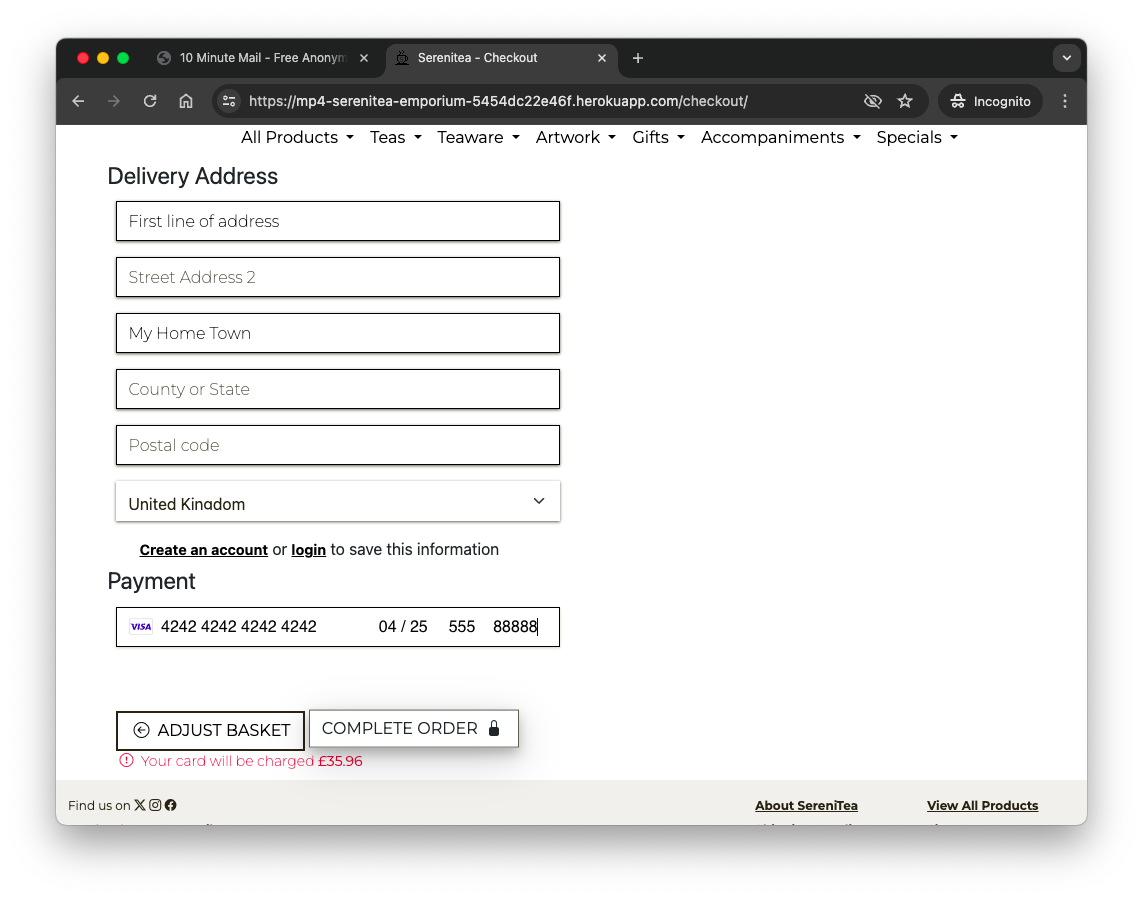 10 Minute Mail - Free Anonym
Serenitea - Checkout
https://mp4-serenitea-emporium-5454dc22e46f.herokuapp.com/checkout/
Incognito
All Products Teas Teaware Artwork Gifts Accompaniments Specials
Delivery Address
First line of address
Street Address 2
My Home Town
County or State
Postal code
United Kingdom
Create an account or login to save this information
Payment
VISA 4242 4242 4242 4242 04 / 25 555 88888
ADJUST BASKET COMPLETE ORDER
Your card will be charged £35.96
Find us on
About SereniTea View All Products